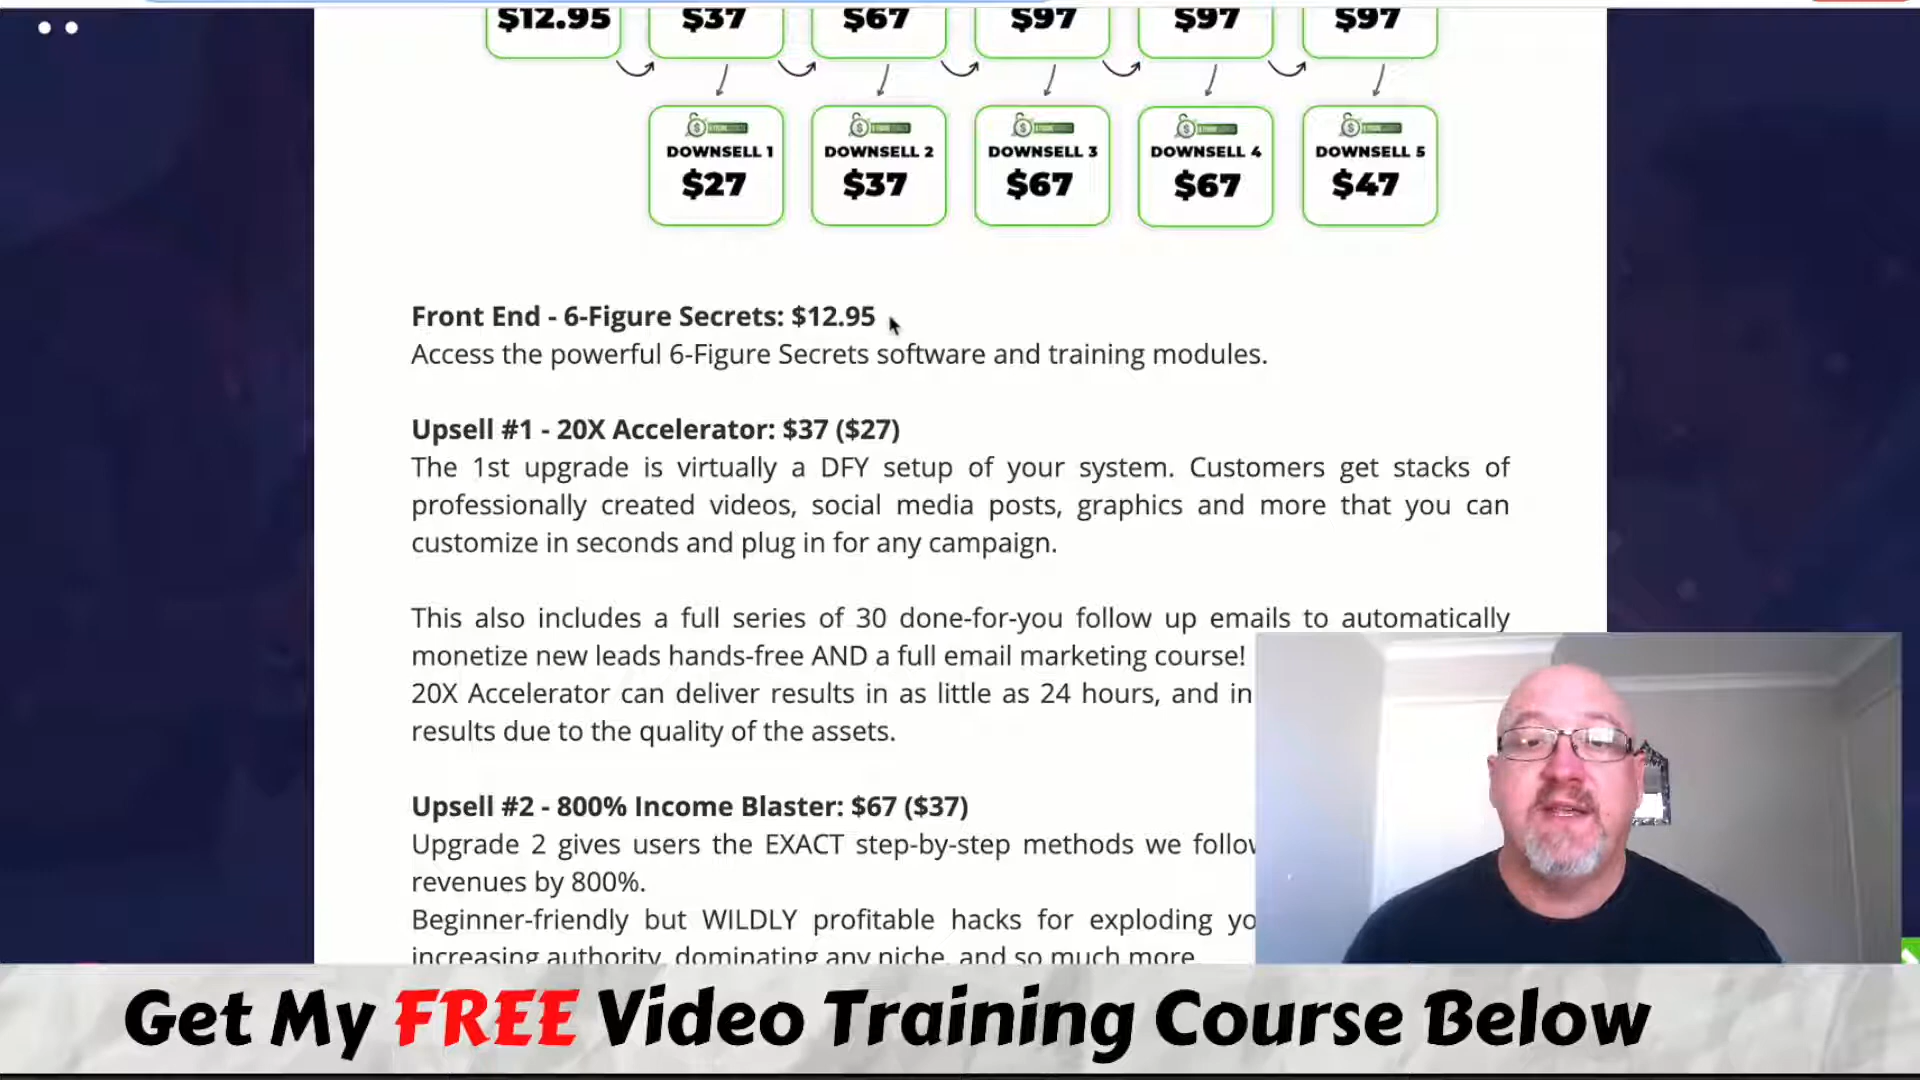 $12.95 $37 $67 $97 $97 $97
DOWNSELL 1 DOWNSELL 2 DOWNSELL 3 DOWNSELL 4 DOWNSELL 5
$27 $37 $67 $67 $47
Front End - 6-Figure Secrets: $12.95
Access the powerful 6-Figure Secrets software and training modules.
Upsell #1 - 20X Accelerator: $37 ($27)
The 1st upgrade is virtually a DFY setup of your system. Customers get stacks of
professionally created videos, social media posts, graphics and more that you can
customize in seconds and plug in for any campaign.
This also includes a full series of 30 done-for-you follow up emails to automatically
monetize new leads hands-free AND a full email marketing course!
20X Accelerator can deliver results in as little as 24 hours, and in
results due to the quality of the assets.
Upsell #2 - 800% Income Blaster: $67 ($37)
Upgrade 2 gives users the EXACT step-by-step methods we follow
revenues by 800%.
Beginner-friendly but WILDLY profitable hacks for exploding yo
increasing authority, dominating any niche, and so much more
Get My FREE Video Training Course Below